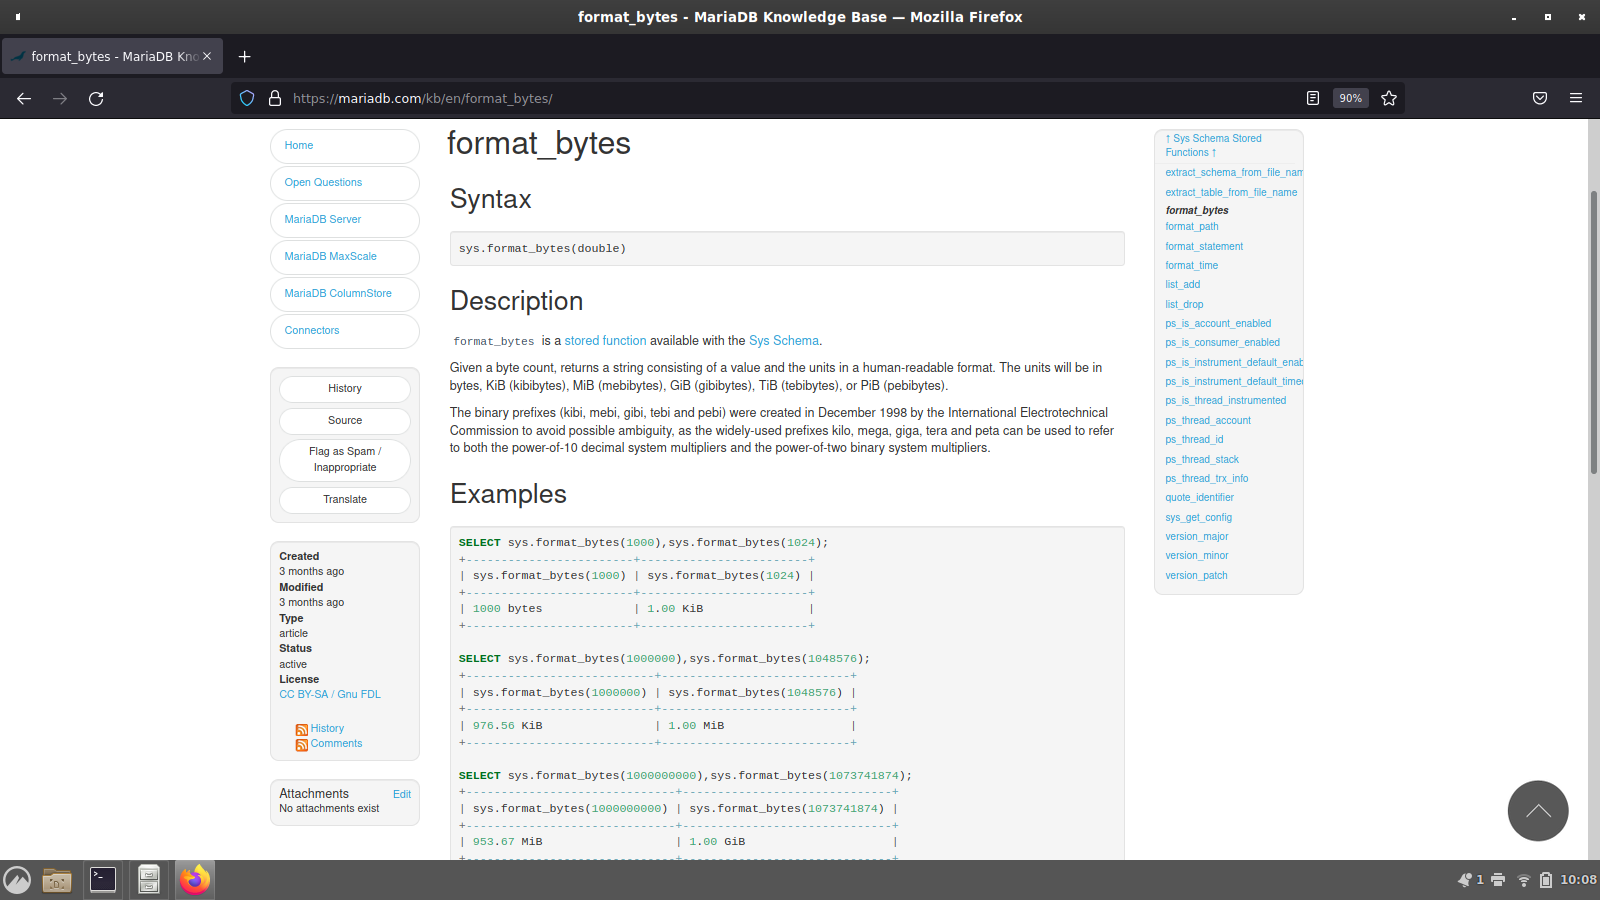 format_bytes - MariaDB Knowledge Base — Mozilla Firefox
format_bytes - MariaDB Kno
https://mariadb.com/kb/en/format_bytes/
90%
Home
Open Questions
MariaDB Server
MariaDB MaxScale
MariaDB ColumnStore
Connectors
History
Source
Flag as Spam /
Inappropriate
Translate
Created
3 months ago
Modified
3 months ago
Type
article
Status
active
License
CC BY-SA / Gnu FDL
History
Comments
Attachments Edit
No attachments exist
format_bytes
Syntax
sys.format_bytes(double)
Description
format_bytes is a stored function available with the Sys Schema.
Given a byte count, returns a string consisting of a value and the units in a human-readable format. The units will be in
bytes, KiB (kibibytes), MiB (mebibytes), GiB (gibibytes), TiB (tebibytes), or PiB (pebibytes).
The binary prefixes (kibi, mebi, gibi, tebi and pebi) were created in December 1998 by the International Electrotechnical
Commission to avoid possible ambiguity, as the widely-used prefixes kilo, mega, giga, tera and peta can be used to refer
to both the power-of-10 decimal system multipliers and the power-of-two binary system multipliers.
Examples
SELECT sys.format_bytes(1000),sys.format_bytes(1024);
+------------------------+------------------------+
| sys.format_bytes(1000) | sys.format_bytes(1024) |
+------------------------+------------------------+
| 1000 bytes             | 1.00 KiB               |
+------------------------+------------------------+
SELECT sys.format_bytes(1000000),sys.format_bytes(1048576);
+---------------------------+---------------------------+
| sys.format_bytes(1000000) | sys.format_bytes(1048576) |
+---------------------------+---------------------------+
| 976.56 KiB                | 1.00 MiB                  |
+---------------------------+---------------------------+
SELECT sys.format_bytes(1000000000),sys.format_bytes(1073741874);
+------------------------------+------------------------------+
| sys.format_bytes(1000000000) | sys.format_bytes(1073741874) |
+------------------------------+------------------------------+
| 953.67 MiB                   | 1.00 GiB                     |
+------------------------------+------------------------------+
↑ Sys Schema Stored
Functions ↑
extract_schema_from_file_nam
extract_table_from_file_name
format_bytes
format_path
format_statement
format_time
list_add
list_drop
ps_is_account_enabled
ps_is_consumer_enabled
ps_is_instrument_default_enab
ps_is_instrument_default_timed
ps_is_thread_instrumented
ps_thread_account
ps_thread_id
ps_thread_stack
ps_thread_trx_info
quote_identifier
sys_get_config
version_major
version_minor
version_patch
1
10:08